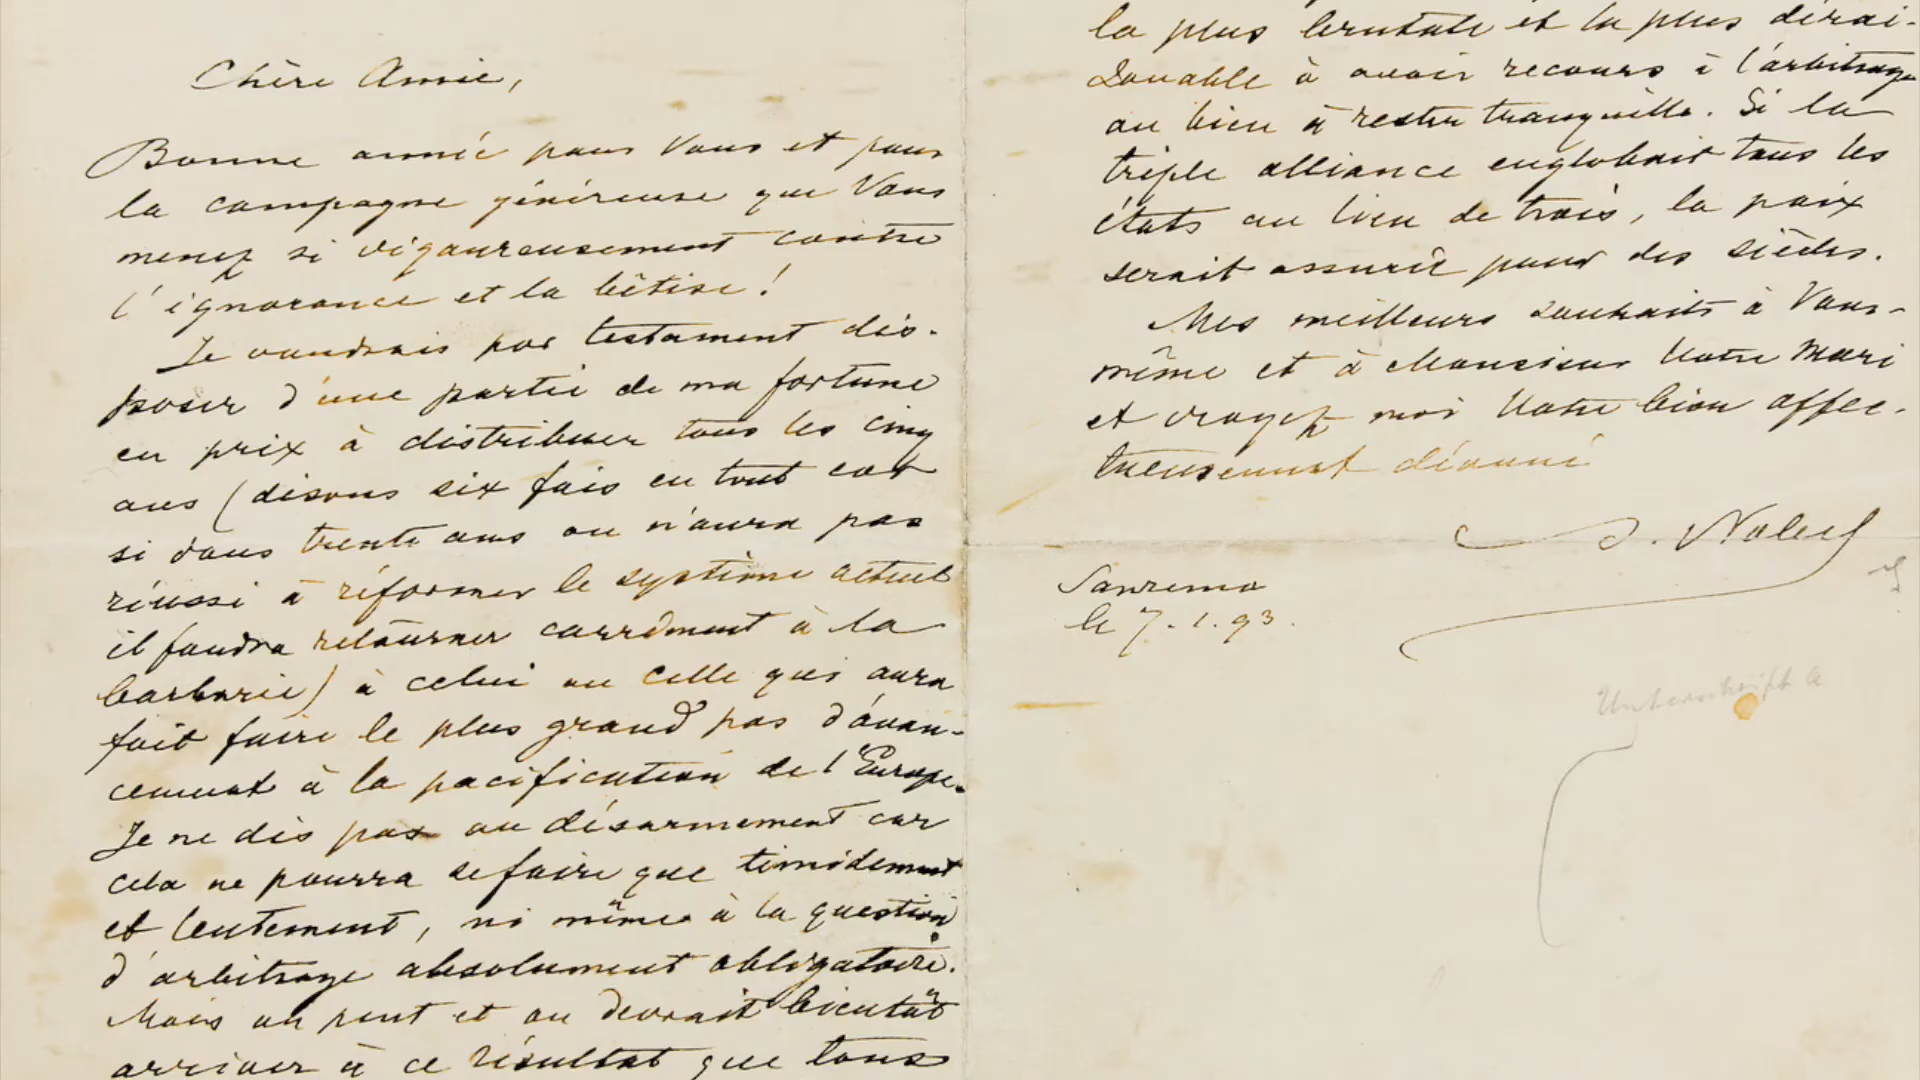 Chère Amie,
Bonne année pour Vous et pour
la campagne généreuse que Vous
menez si vigoureusement contre
l'ignorance et la bêtise!
Je voudrais par testament dis-
poser d'une partie de ma fortune
en prix à distribuer tous les cinq
ans (disons six fois en tout car
si dans trente ans on n'aura pas
réussi à réformer le système actuel
il faudra retourner carrément à la
barbarie) à celui ou celle qui aura
fait faire le plus grand pas d'avan-
cement à la pacification de l'Europe.
Je ne dis pas au désarmement car
cela ne pourra se faire que timidement
et lentement, ni même à la question
d'arbitrage absolument obligatoire.
Mais on peut et on devrait bientôt
arriver à ce résultat que tous
la plus brutale et la plus dérai-
sonnable à avoir recours à l'arbitrage
ou bien à rester tranquille. Si la
triple alliance englobait tous les
états au lieu de trois, la paix
serait assurée pour des siècles.
Mes meilleurs souhaits à Vous-
même et à Monsieur Votre Mari
et croyez moi Votre bien affec-
tueusement dévoué
A. Nobel
Sanremo
le 7.1.93.
Unterschrift